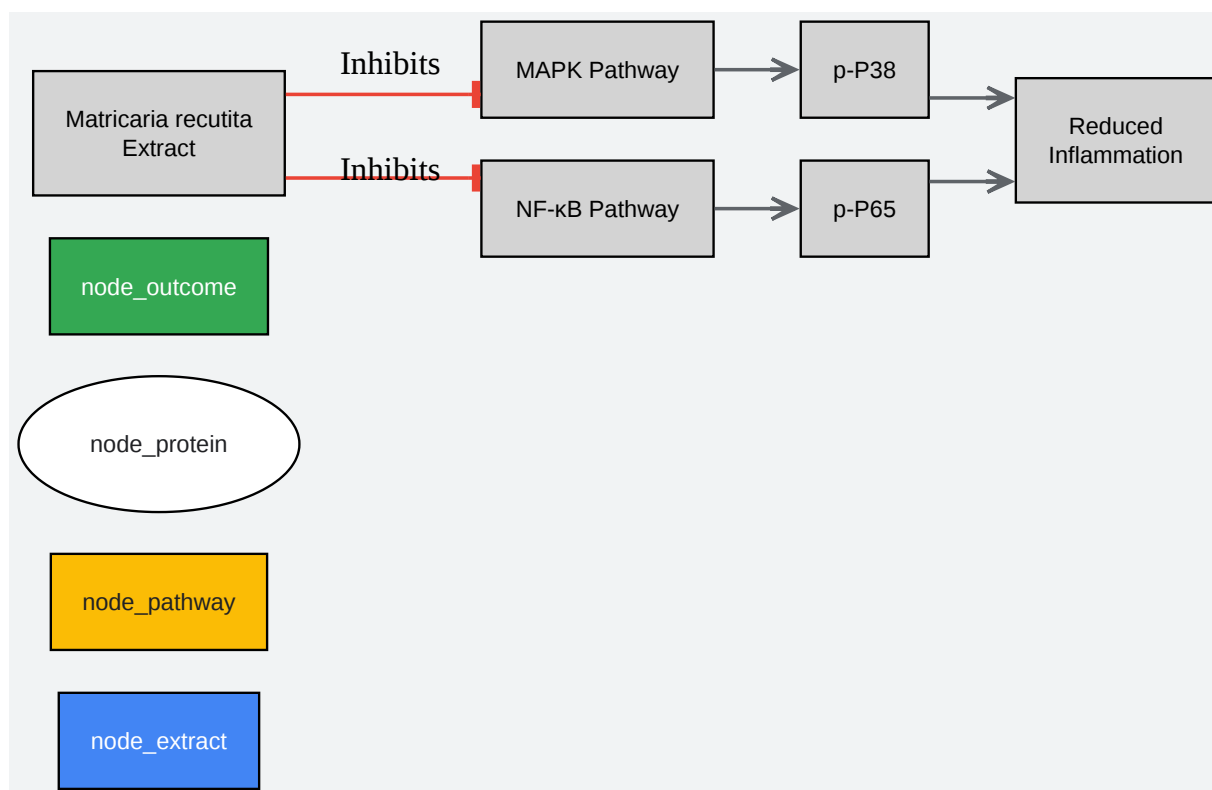 Matricaria recutita
Extract
Inhibits
Inhibits
MAPK Pathway
NF-κB Pathway
p-P38
p-P65
Reduced
Inflammation
node_outcome
node_protein
node_pathway
node_extract